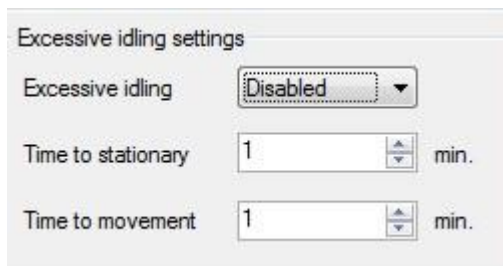 Excessive idling settings
Excessive idling Disabled
Time to stationary 1 min.
Time to movement 1 min.